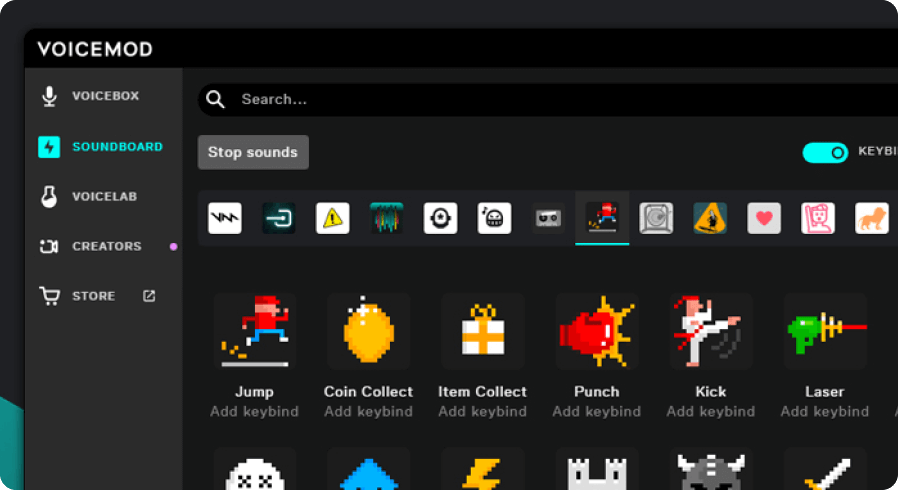 VOICEMOD
VOICEBOX
SOUNDBOARD
VOICELAB
CREATORS
STORE
Search...
Stop sounds
KEYBI
Jump
Add keybind
Coin Collect
Add keybind
Item Collect
Add keybind
Punch
Add keybind
Kick
Add keybind
Laser
Add keybind